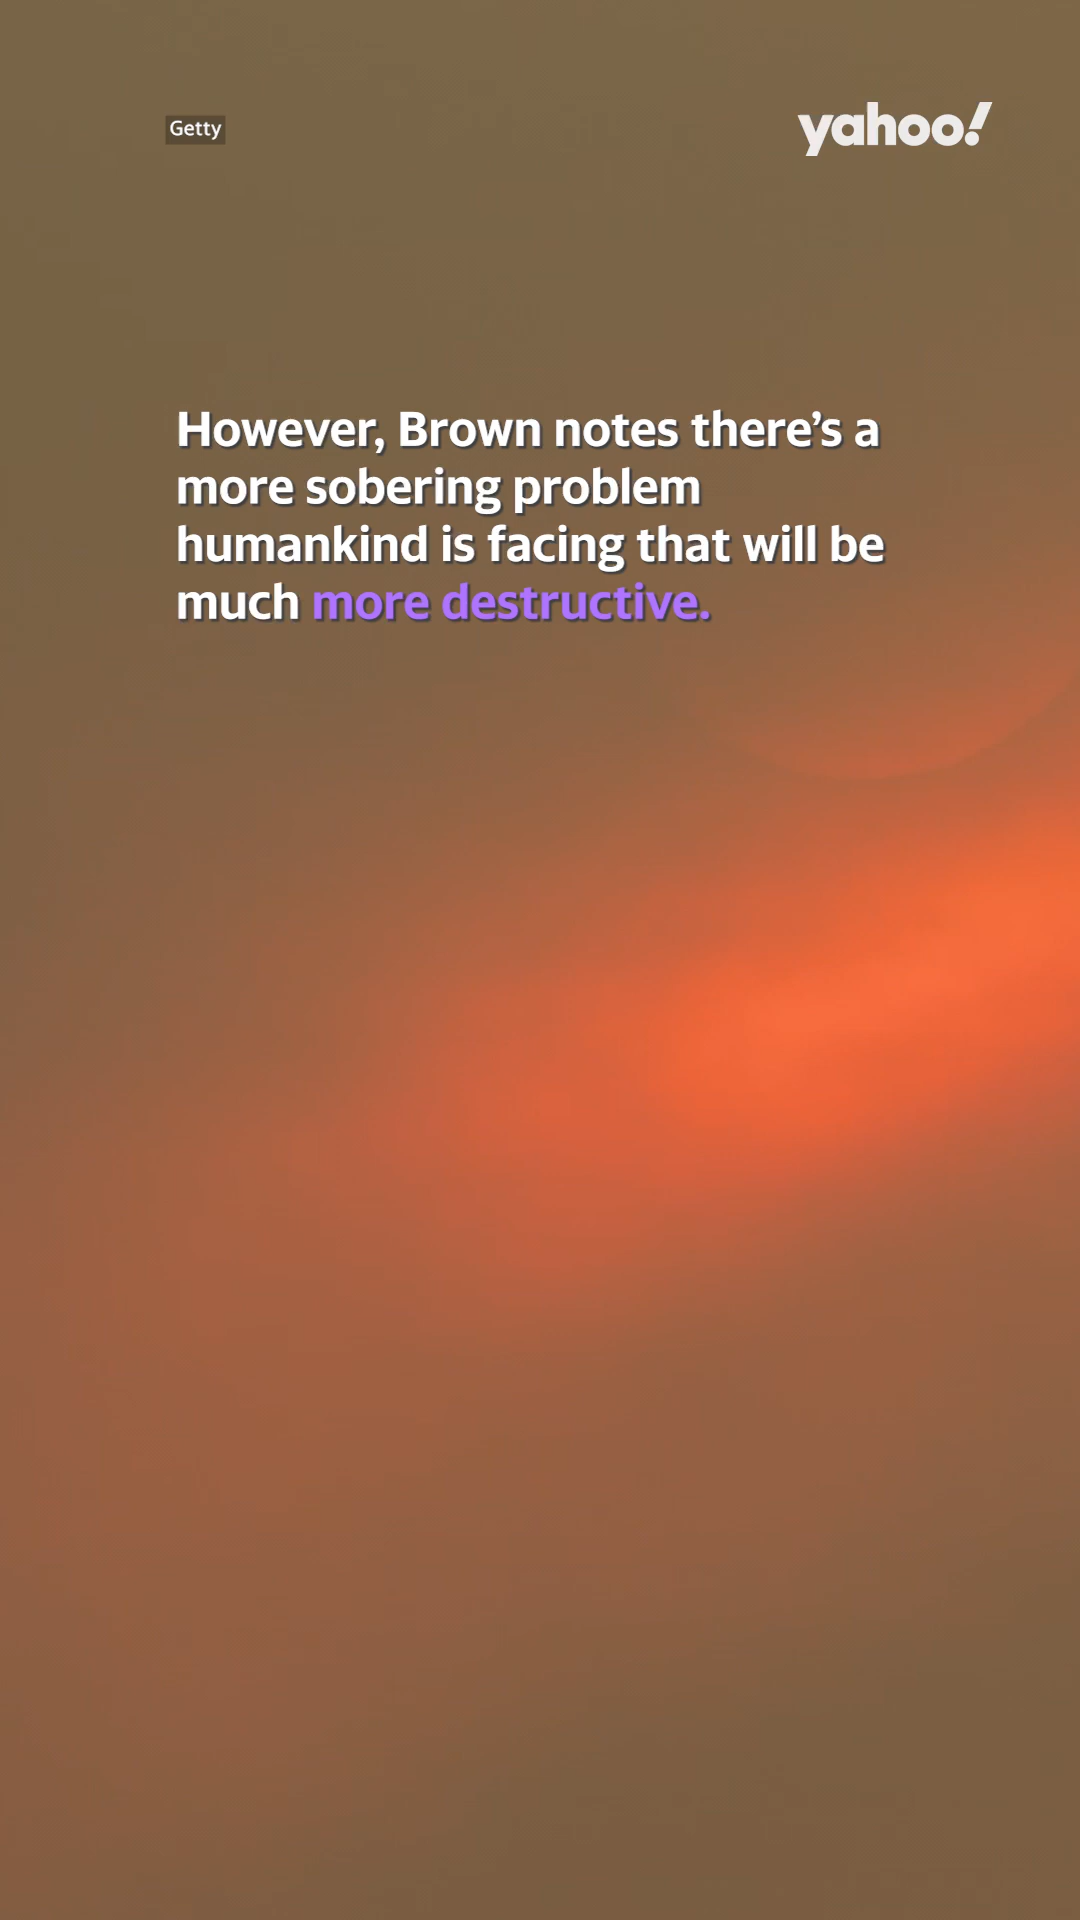 Getty
yahoo!
However, Brown notes there’s a
more sobering problem
humankind is facing that will be
much more destructive.